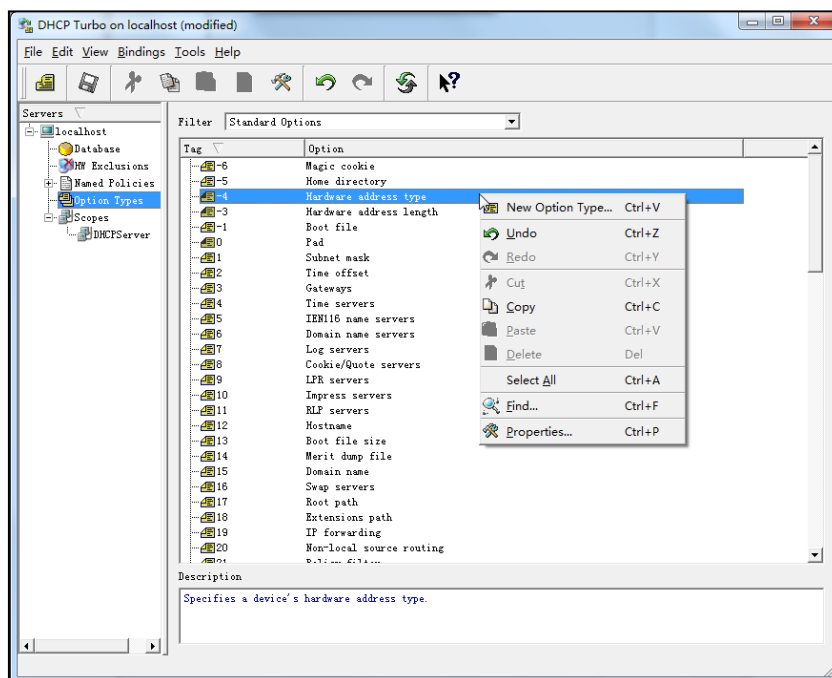 DHCP Turbo on localhost (modified)
File Edit View Bindings Tools Help
Servers
localhost
Database
HW Exclusions
Named Policies
Option Types
Scopes
DHCPServer
Filter Standard Options
Tag Option
-6 Magic cookie
-5 Home directory
-4 Hardware address type
-3 Hardware address length
-1 Boot file
0 Pad
1 Subnet mask
2 Time offset
3 Gateways
4 Time servers
5 IEN116 name servers
6 Domain name servers
7 Log servers
8 Cookie/Quote servers
9 LPR servers
10 Impress servers
11 RLP servers
12 Hostname
13 Boot file size
14 Merit dump file
15 Domain name
16 Swap servers
17 Root path
18 Extensions path
19 IP forwarding
20 Non-local source routing
New Option Type... Ctrl+V
Undo Ctrl+Z
Redo Ctrl+Y
Cut Ctrl+X
Copy Ctrl+C
Paste Ctrl+V
Delete Del
Select All Ctrl+A
Find... Ctrl+F
Properties... Ctrl+P
Description
Specifies a device's hardware address type.